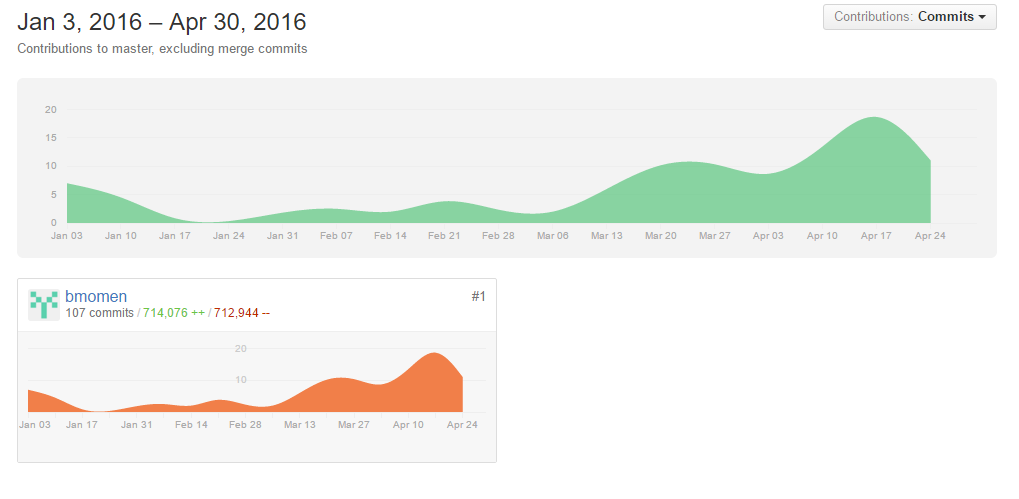 Jan 3, 2016 – Apr 30, 2016
Contributions: Commits
Contributions to master, excluding merge commits
20
15
10
5
0
Jan 03 Jan 10 Jan 17 Jan 24 Jan 31 Feb 07 Feb 14 Feb 21 Feb 28 Mar 06 Mar 13 Mar 20 Mar 27 Apr 03 Apr 10 Apr 17 Apr 24
bmomen #1
107 commits / 714,076 ++ / 712,944 --
20
10
Jan 03 Jan 17 Jan 31 Feb 14 Feb 28 Mar 13 Mar 27 Apr 10 Apr 24